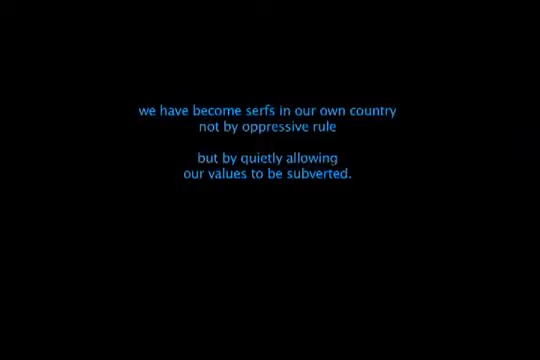 we have become serfs in our own country
not by oppressive rule
but by quietly allowing
our values to be subverted.